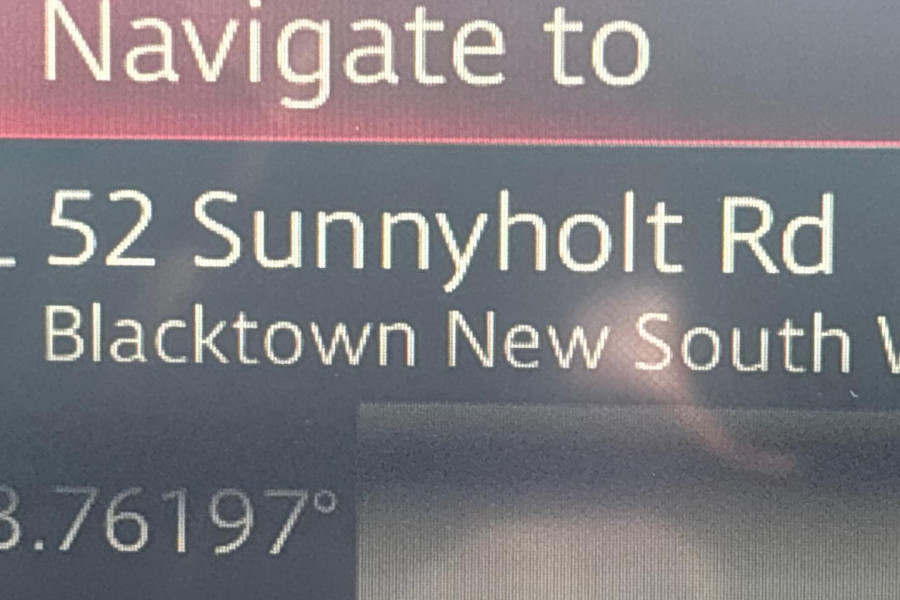 Navigate to
52 Sunnyholt Rd
Blacktown New South
.76197°